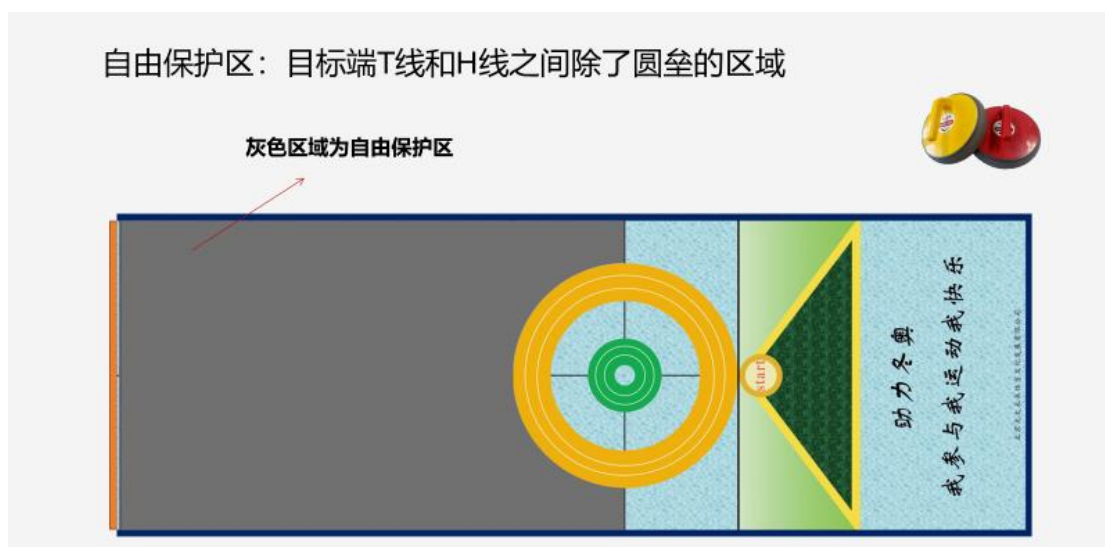 自由保护区：目标端T线和H线之间除了圆垒的区域
灰色区域为自由保护区
start
助力冬奥
我参与我运动我快乐